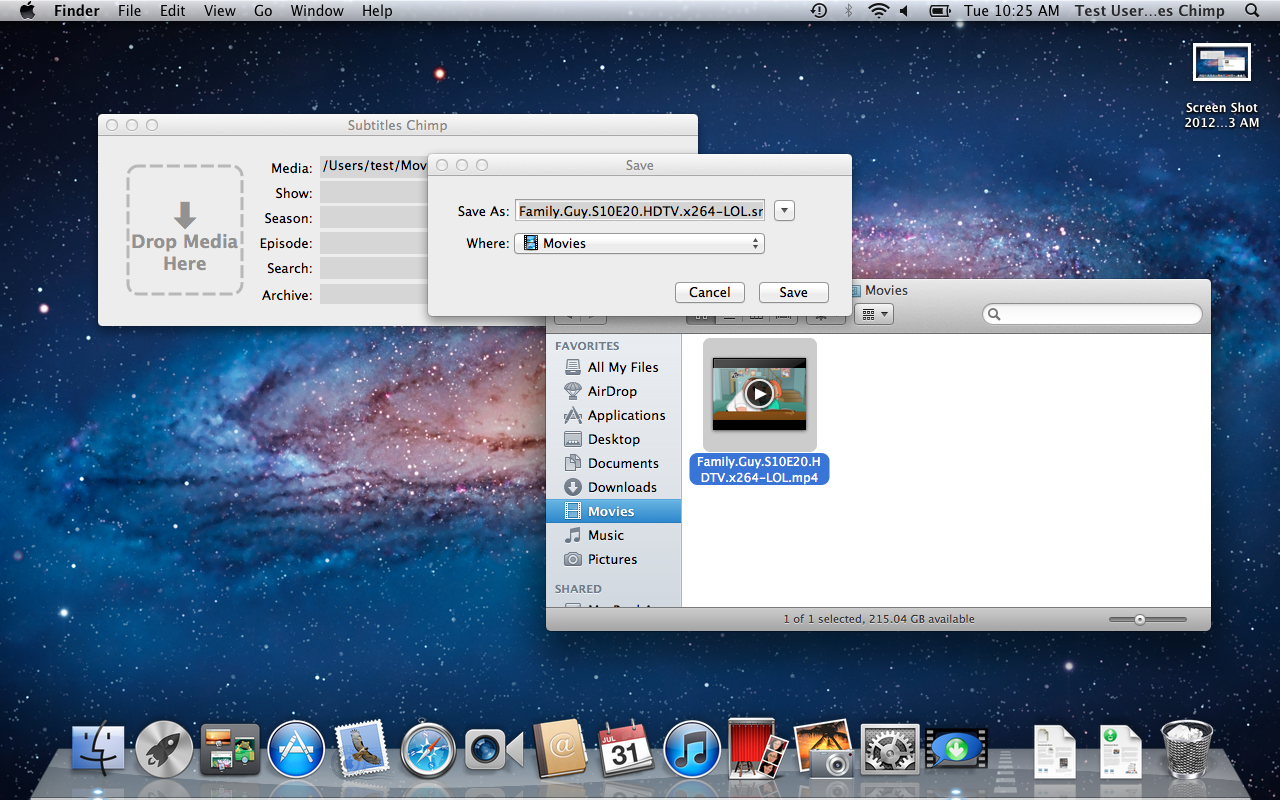 Finder File Edit View Go Window Help
Tue 10:25 AM Test User...es Chimp
Screen Shot
2012...3 AM
Subtitles Chimp
Drop Media
Here
Media: /Users/test/Mov
Show:
Season:
Episode:
Search:
Archive:
Save
Save As: Family.Guy.S10E20.HDTV.x264-LOL.sr
Where: Movies
Cancel Save
Movies
FAVORITES
All My Files
AirDrop
Applications
Desktop
Documents
Downloads
Movies
Music
Pictures
SHARED
Family.Guy.S10E20.H
DTV.x264-LOL.mp4
1 of 1 selected, 215.04 GB available
JUL
31